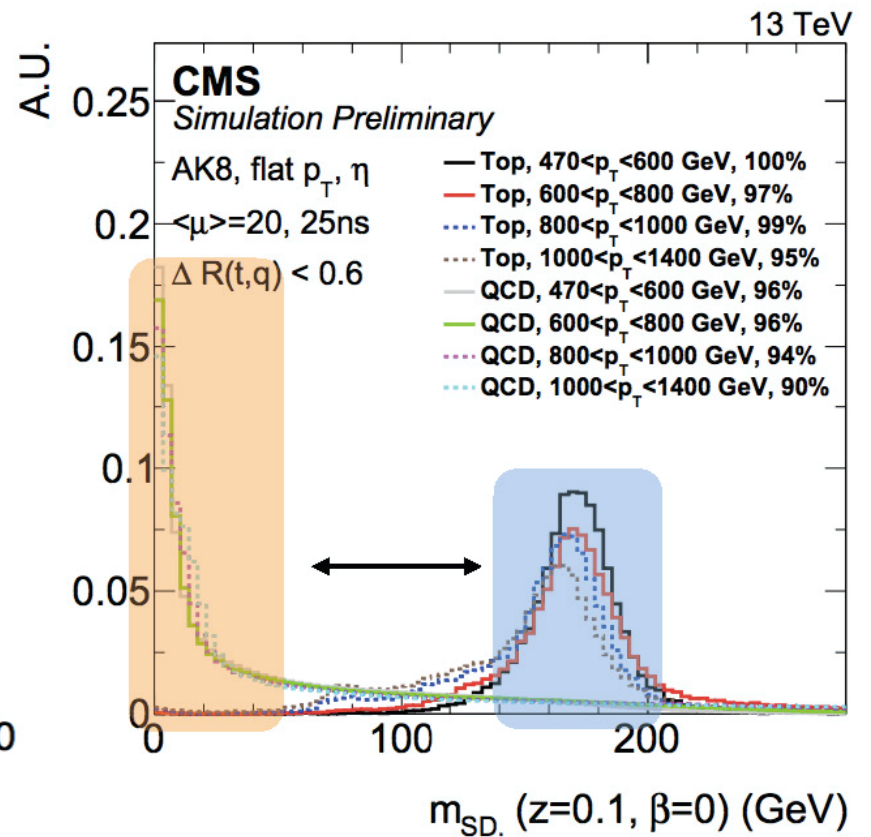 13 TeV
A.U.
CMS
Simulation Preliminary
AK8, flat p_T, η
<μ>=20, 25ns
Δ R(t,q) < 0.6
Top, 470<p_T<600 GeV, 100%
Top, 600<p_T<800 GeV, 97%
Top, 800<p_T<1000 GeV, 99%
Top, 1000<p_T<1400 GeV, 95%
QCD, 470<p_T<600 GeV, 96%
QCD, 600<p_T<800 GeV, 96%
QCD, 800<p_T<1000 GeV, 94%
QCD, 1000<p_T<1400 GeV, 90%
0.25
0.2
0.15
0.1
0.05
0
0 100 200
m_SD. (z=0.1, β=0) (GeV)